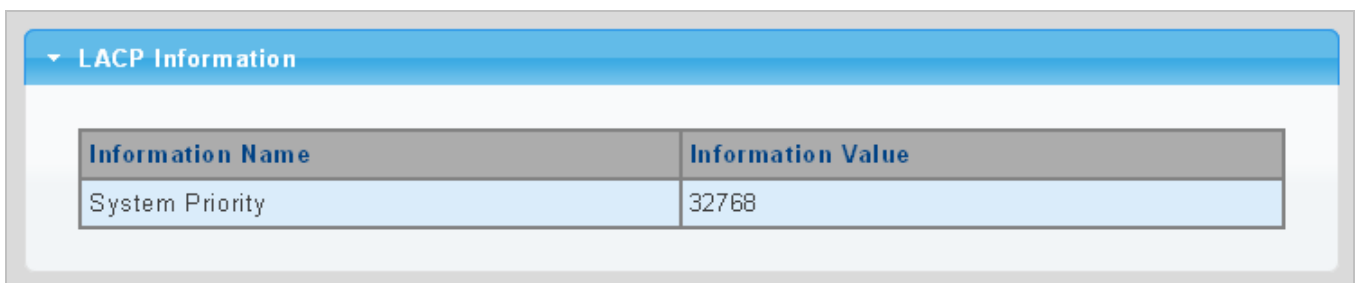 LACP Information
Information Name Information Value
System Priority 32768